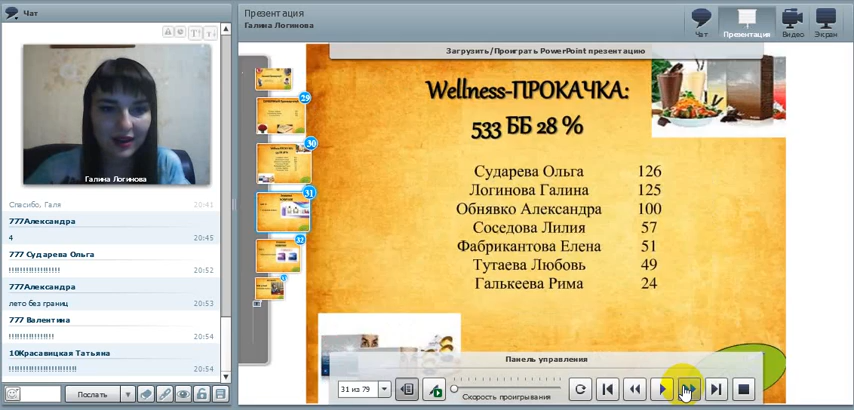 Чат
Галина Логинова
Спасибо, Галя 20:41
777Александра
4 20:45
777 Сударева Ольга
!!!!!!!!!!!!!!!!!!! 20:52
777Александра
лето без границ 20:53
777 Валентина
!!!!!!!!!!!!!!!! 20:54
10Красавицкая Татьяна
!!!!!!!!!!!!!!!!!!!!!!!! 20:54
Послать
Презентация
Галина Логинова
Чат
Презентация
Видео
Экран
Загрузить/Проиграть PowerPoint презентацию
29
30
31
32
Wellness-ПРОКАЧКА:
533 ББ 28 %
Сударева Ольга 126
Логинова Галина 125
Обнявко Александра 100
Соседова Лилия 57
Фабрикантова Елена 51
Тутаева Любовь 49
Галькеева Рима 24
Панель управления
31 из 79
Скорость проигрывания